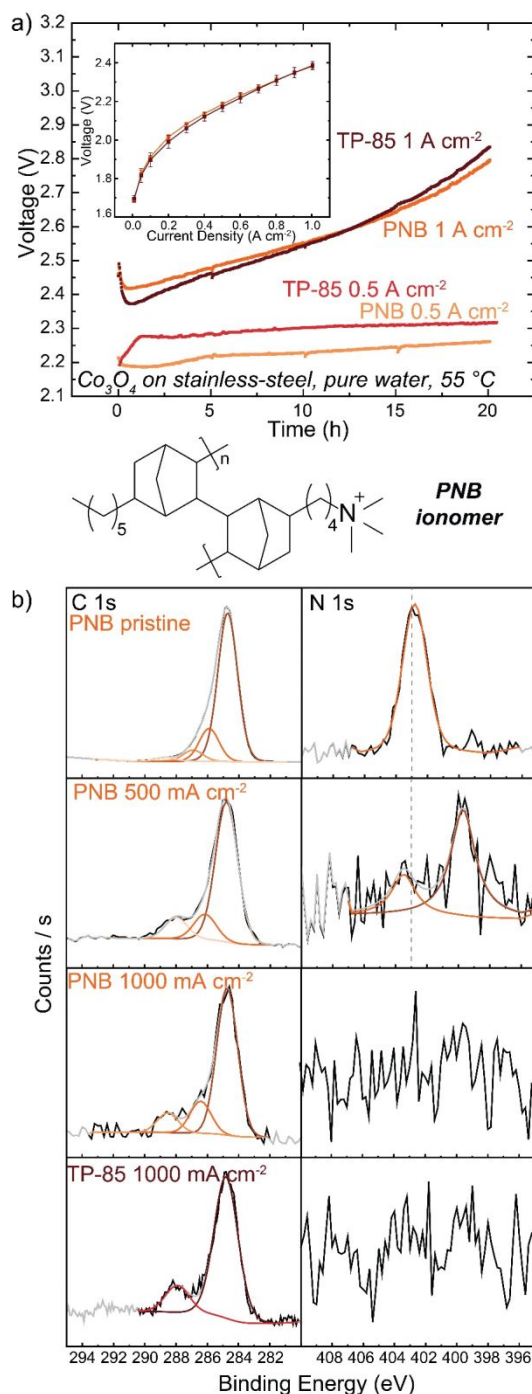 a)
3.2
3.1
3.0
2.9
2.8
2.7
2.6
2.5
2.4
2.3
2.2
2.1
Voltage (V)
2.4
2.2
2.0
1.8
1.6
Voltage (V)
0.0 0.2 0.4 0.6 0.8 1.0
Current Density (A cm⁻²)
TP-85 1 A cm⁻²
PNB 1 A cm⁻²
TP-85 0.5 A cm⁻²
PNB 0.5 A cm⁻²
Co₃O₄ on stainless-steel, pure water, 55 °C
0 5 10 15 20
Time (h)
n
5
4
N
+
PNB
ionomer
b)
C 1s
N 1s
PNB pristine
PNB 500 mA cm⁻²
PNB 1000 mA cm⁻²
TP-85 1000 mA cm⁻²
Counts / s
294 292 290 288 286 284 282
408 406 404 402 400 398 396
Binding Energy (eV)